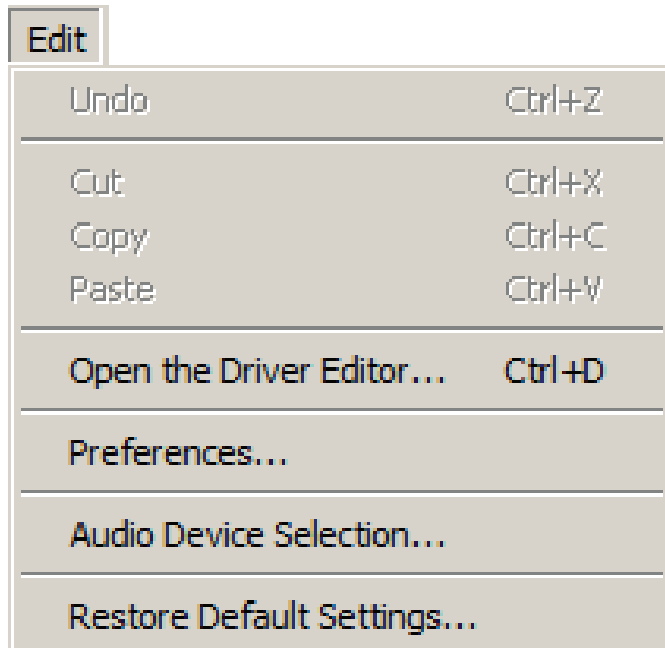 Edit
Undo Ctrl+Z
Cut Ctrl+X
Copy Ctrl+C
Paste Ctrl+V
Open the Driver Editor... Ctrl+D
Preferences...
Audio Device Selection...
Restore Default Settings...